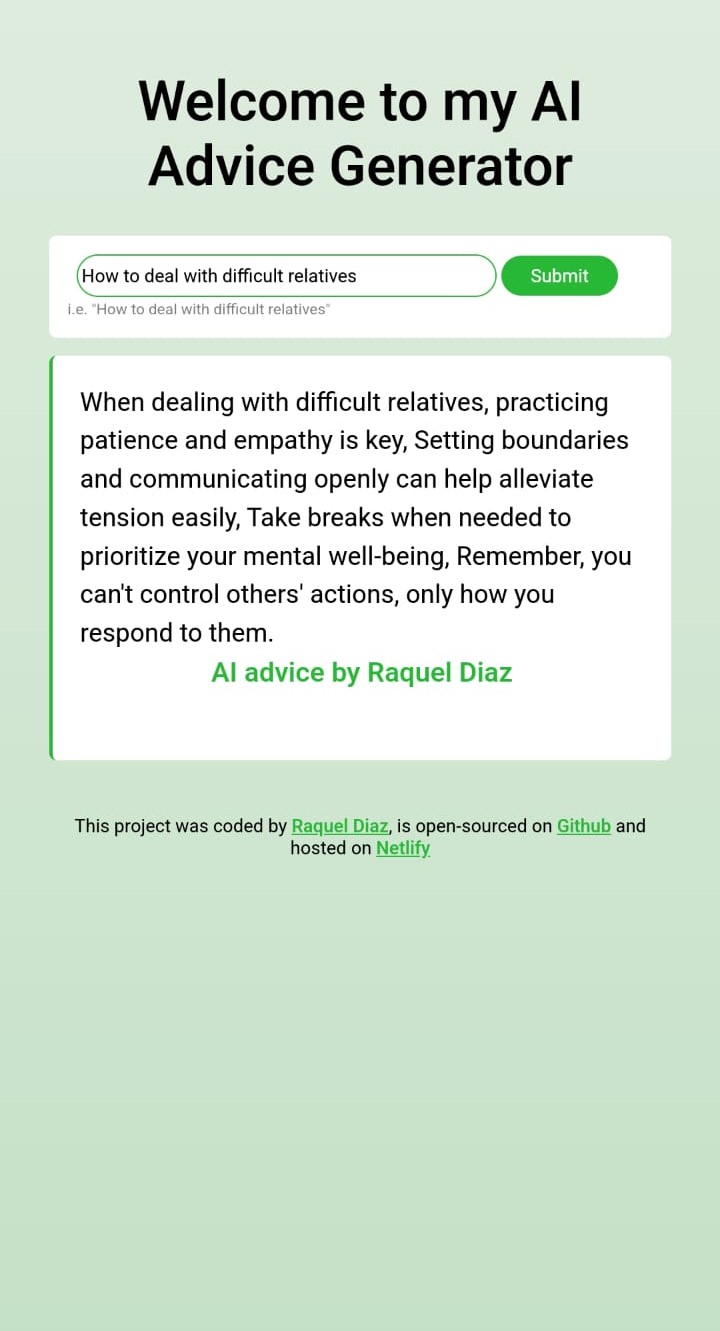 Welcome to my AI
Advice Generator
How to deal with difficult relatives
Submit
i.e. "How to deal with difficult relatives"
When dealing with difficult relatives, practicing
patience and empathy is key, Setting boundaries
and communicating openly can help alleviate
tension easily, Take breaks when needed to
prioritize your mental well-being, Remember, you
can't control others' actions, only how you
respond to them.
AI advice by Raquel Diaz
This project was coded by Raquel Diaz, is open-sourced on Github and
hosted on Netlify